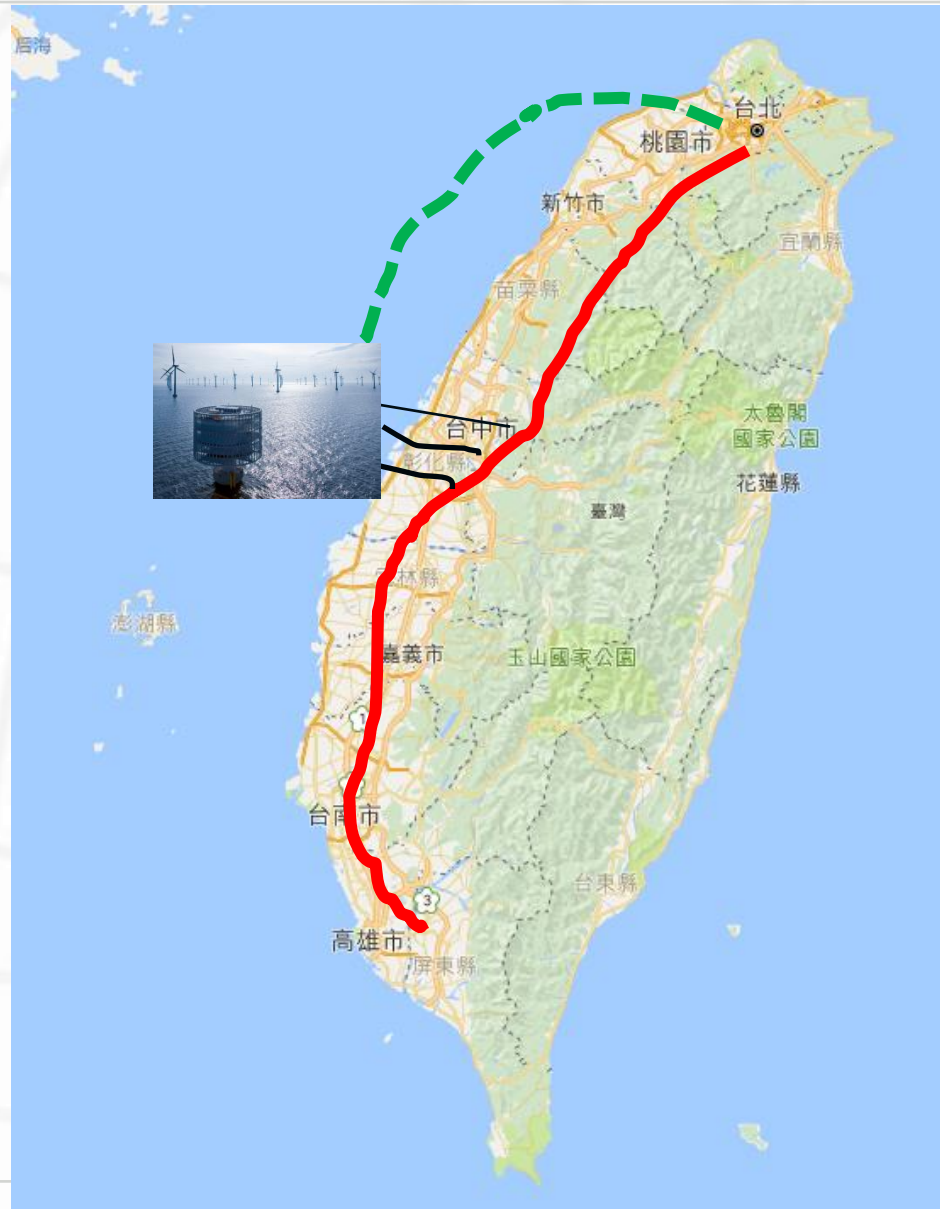 后海
台北
桃園市
新竹市
宜蘭縣
苗栗縣
太魯閣
國家公園
台中市
彰化縣
花蓮縣
臺灣
林縣
澎湖縣
嘉義市
玉山國家公園
1
台南市
台東縣
3
高雄市
屏東縣